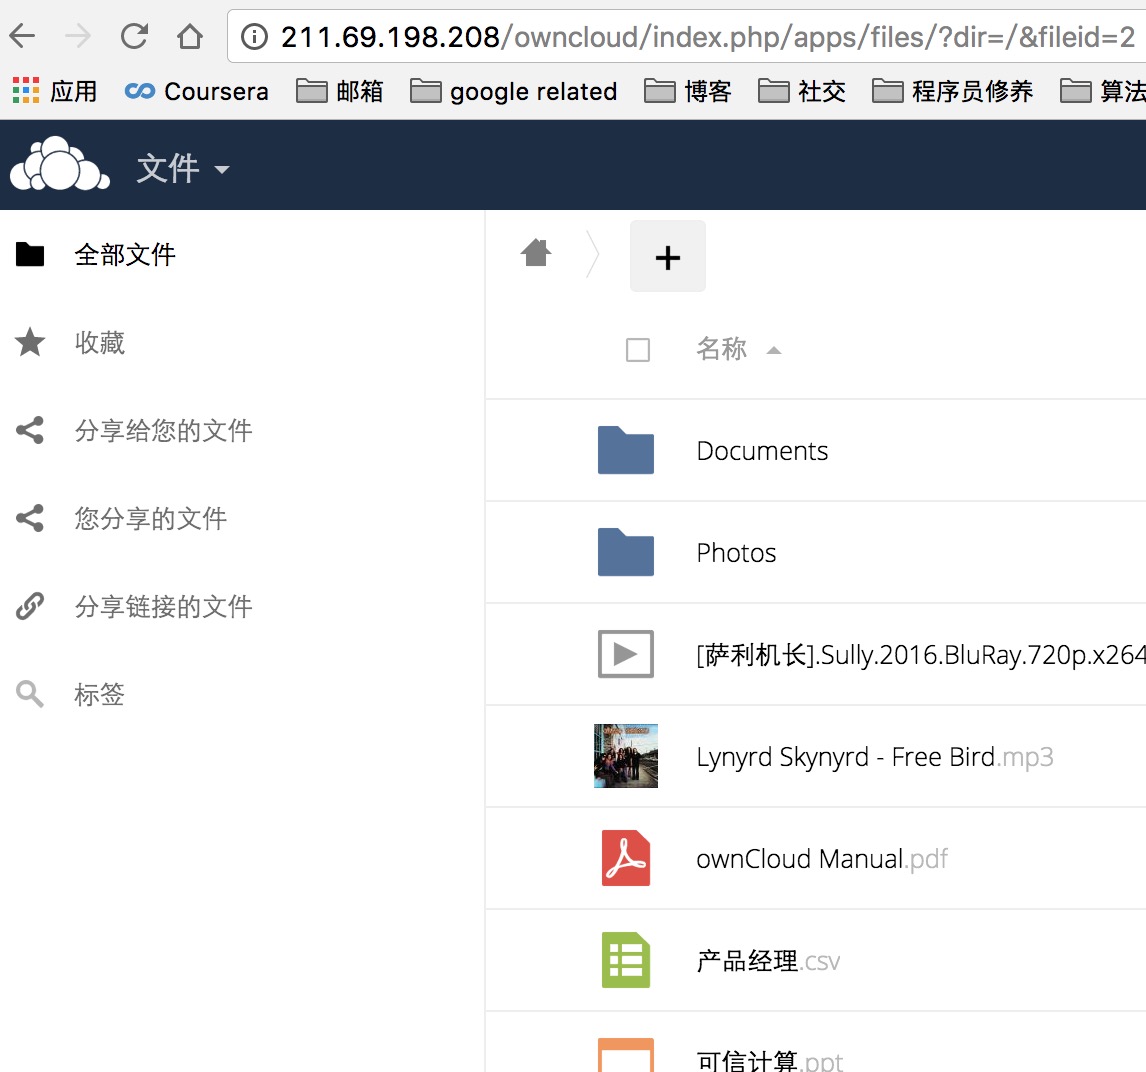 211.69.198.208/owncloud/index.php/apps/files/?dir=/&fileid=2
应用 Coursera 邮箱 google related 博客 社交 程序员修养 算法
文件
全部文件
收藏
分享给您的文件
您分享的文件
分享链接的文件
标签
+
名称
Documents
Photos
[萨利机长].Sully.2016.BluRay.720p.x264
Lynyrd Skynyrd - Free Bird.mp3
ownCloud Manual.pdf
产品经理.csv
可信计算.ppt